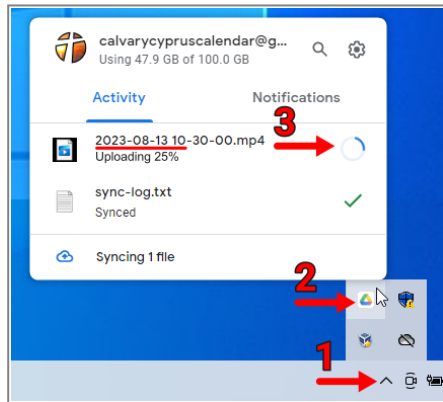 calvarycypruscalendar@g...
Using 47.9 GB of 100.0 GB
Activity
Notifications
3
2023-08-13 10-30-00.mp4
Uploading 25%
sync-log.txt
Synced
Syncing 1 file
2
1